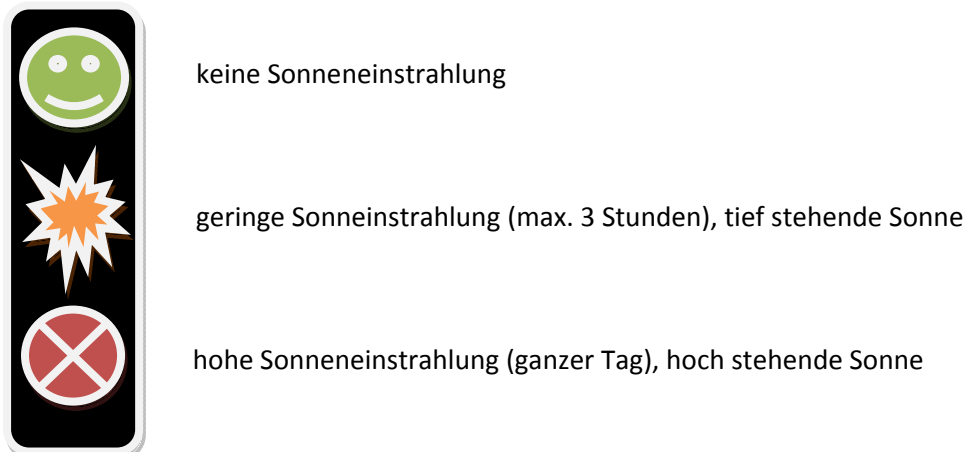 keine Sonneneinstrahlung
geringe Sonneinstrahlung (max. 3 Stunden), tief stehende Sonne
hohe Sonneneinstrahlung (ganzer Tag), hoch stehende Sonne